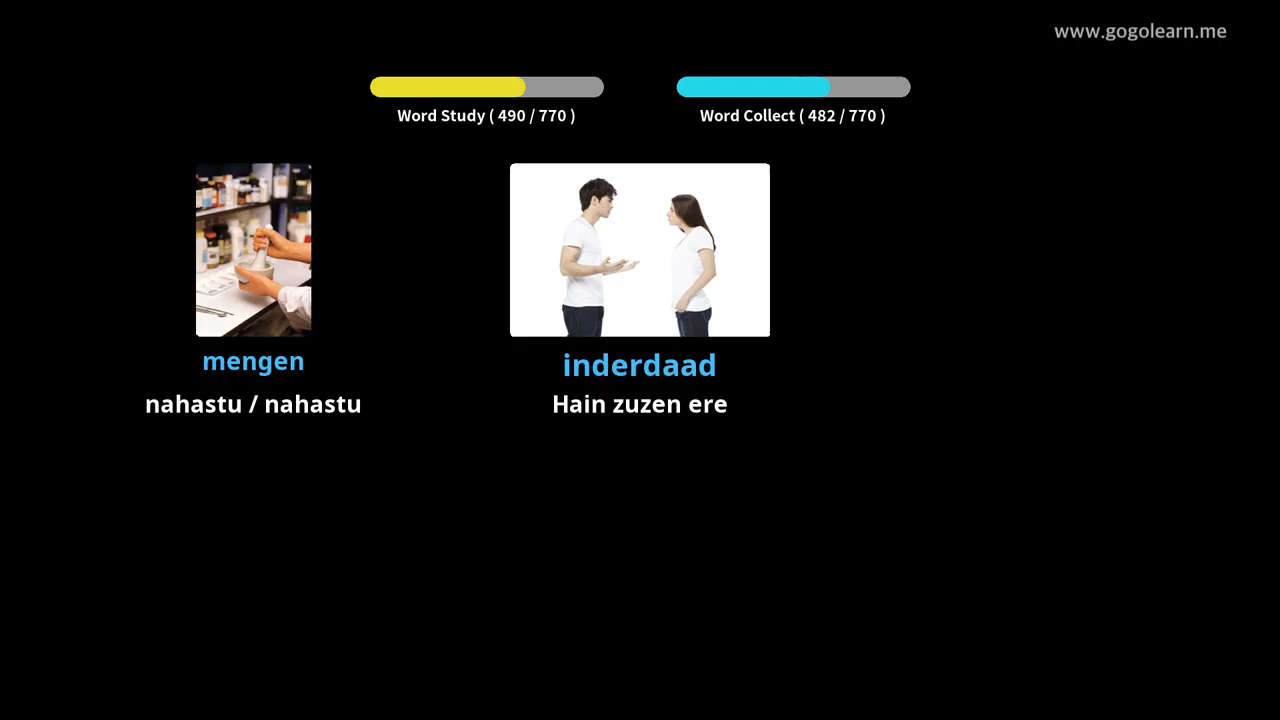 www.gogolearn.me
Word Study ( 490 / 770 )
Word Collect ( 482 / 770 )
mengen
nahastu / nahastu
inderdaad
Hain zuzen ere